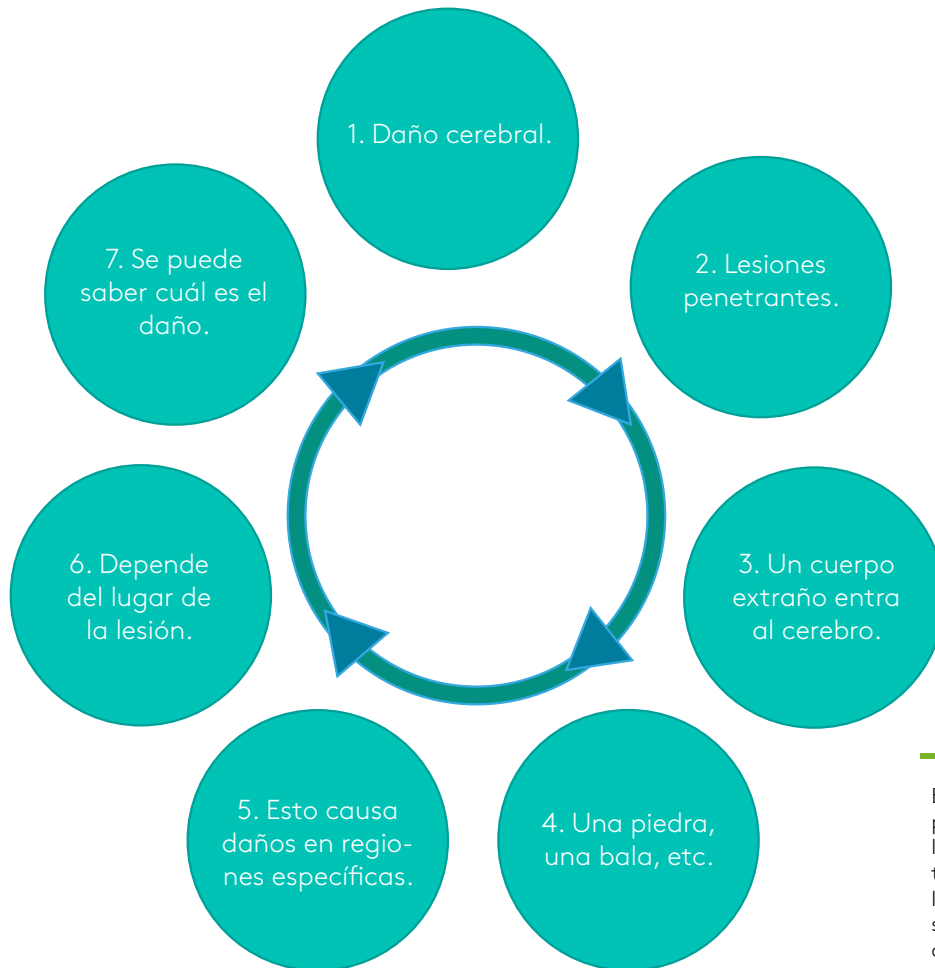 1. Daño cerebral.
2. Lesiones
penetrantes.
3. Un cuerpo
extraño entra
al cerebro.
4. Una piedra,
una bala, etc.
5. Esto causa
daños en regio-
nes específicas.
6. Depende
del lugar de
la lesión.
7. Se puede
saber cuál es el
daño.